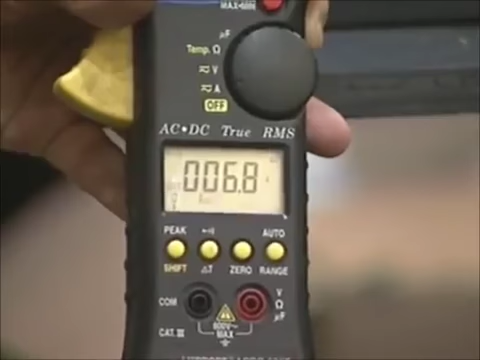 MAX•MIN
µF
Temp. Ω
V
A
OFF
AC•DC True RMS
006.8
PEAK AUTO
SHIFT ΔT ZERO RANGE
COM
V
Ω
µF
600V
MAX
CAT. III